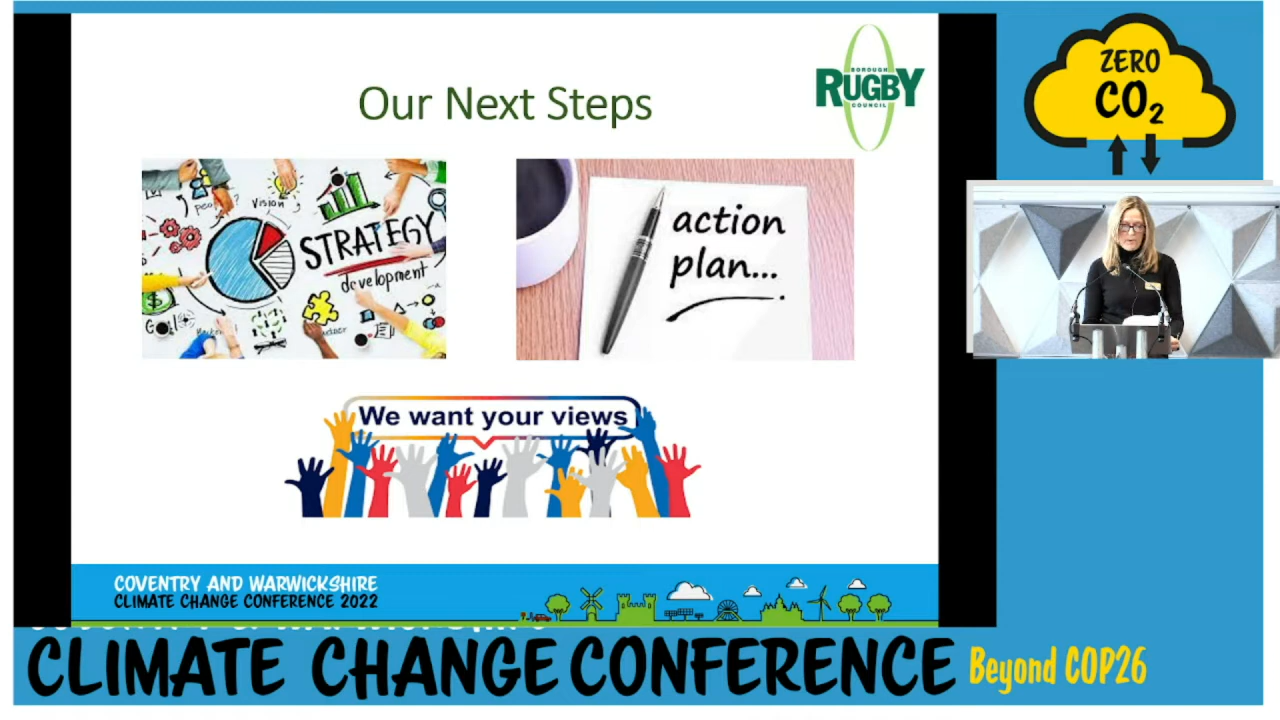 Our Next Steps
BOROUGH
RUGBY
COUNCIL
ZERO
CO₂
Vision
STRATEGY
development
action
plan...
We want your views
COVENTRY AND WARWICKSHIRE
CLIMATE CHANGE CONFERENCE 2022
CLIMATE CHANGE CONFERENCE Beyond COP26